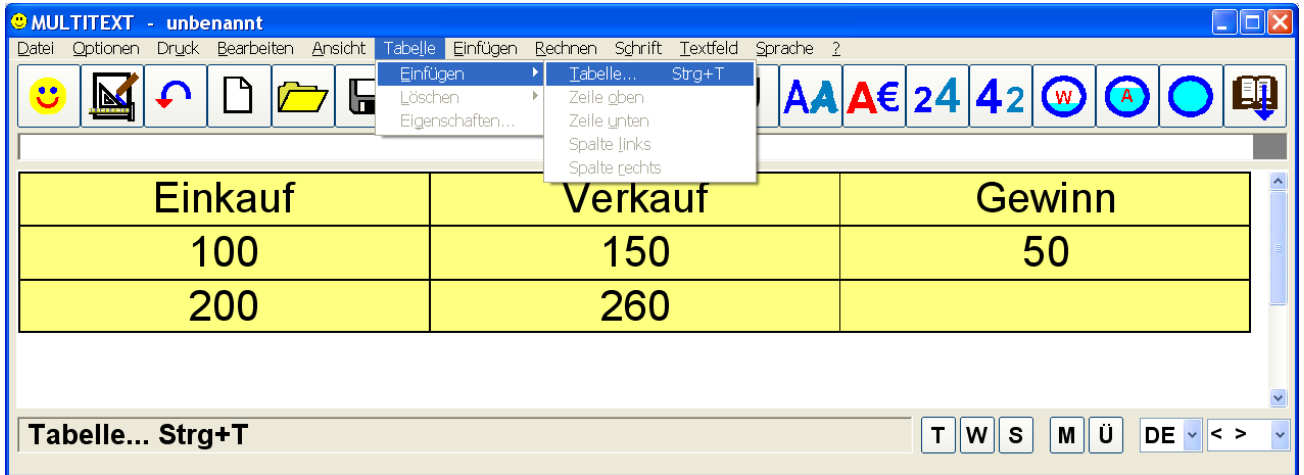 MULTITEXT - unbenannt
Datei Optionen Druck Bearbeiten Ansicht Tabelle Einfügen Rechnen Schrift Textfeld Sprache ?
Einfügen
Löschen
Eigenschaften...
Tabelle... Strg+T
Zeile oben
Zeile unten
Spalte links
Spalte rechts
AA A€ 24 42 W A
Einkauf Verkauf Gewinn
100 150 50
200 260
Tabelle... Strg+T T W S M Ü DE < >